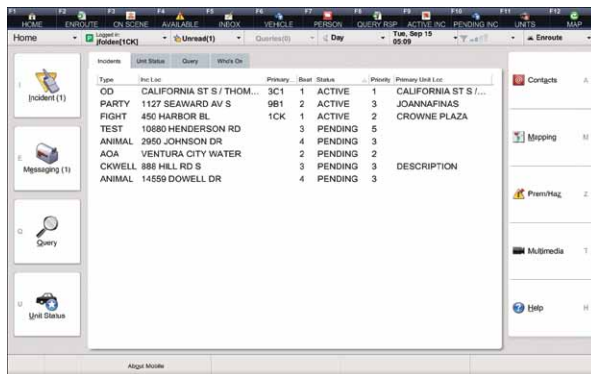 F1 F2 F3 F4 F5 F6 F7 F8 F9 F10 F11 F12
HOME ENROUTE ON SCENE AVAILABLE INBOX VEHICLE PERSON QUERY RSP ACTIVE INC PENDING INC UNITS MAP
Home Logged in: jfolden[1CK] Unread(1) Queries(0) Day Tue, Sep 15 05:09 Enroute
Incidents Unit Status Query Who's On
Type Inc Loc Primary... Beat Status Priority Primary Unit Loc
OD CALIFORNIA ST S / THOM... 3C1 1 ACTIVE 1 CALIFORNIA ST S /...
PARTY 1127 SEAWARD AV S 9B1 2 ACTIVE 3 JOANNAFINAS
FIGHT 450 HARBOR BL 1CK 1 ACTIVE 2 CROWNE PLAZA
TEST 10880 HENDERSON RD 3 PENDING 5
ANIMAL 2950 JOHNSON DR 4 PENDING 3
AOA VENTURA CITY WATER 2 PENDING 2
CKWELL 888 HILL RD S 3 PENDING 3 DESCRIPTION
ANIMAL 14559 DOWELL DR 4 PENDING 3
I Incident (1)
E Messaging (1)
Q Query
U Unit Status
Contacts A
Mapping M
Prem/Haz Z
Multimedia T
Help H
About Mobile